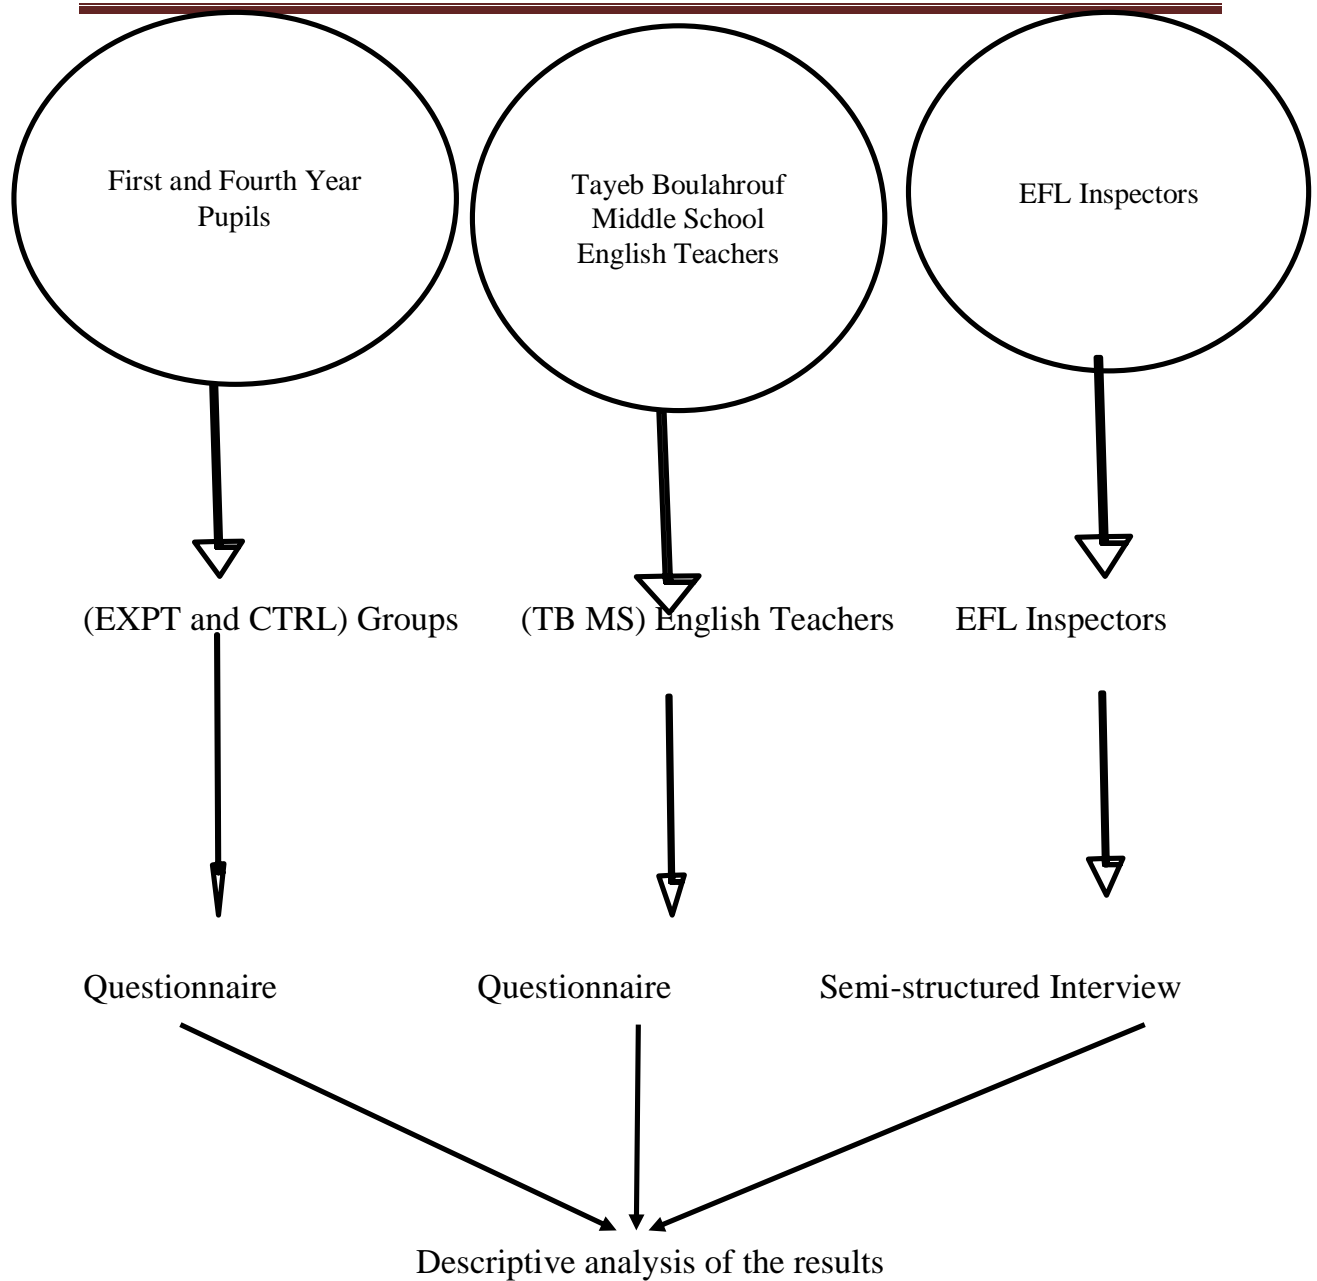 First and Fourth Year
Pupils
Tayeb Boulahrouf
Middle School
English Teachers
EFL Inspectors
(EXPT and CTRL) Groups
(TB MS) English Teachers
EFL Inspectors
Questionnaire
Questionnaire
Semi-structured Interview
Descriptive analysis of the results